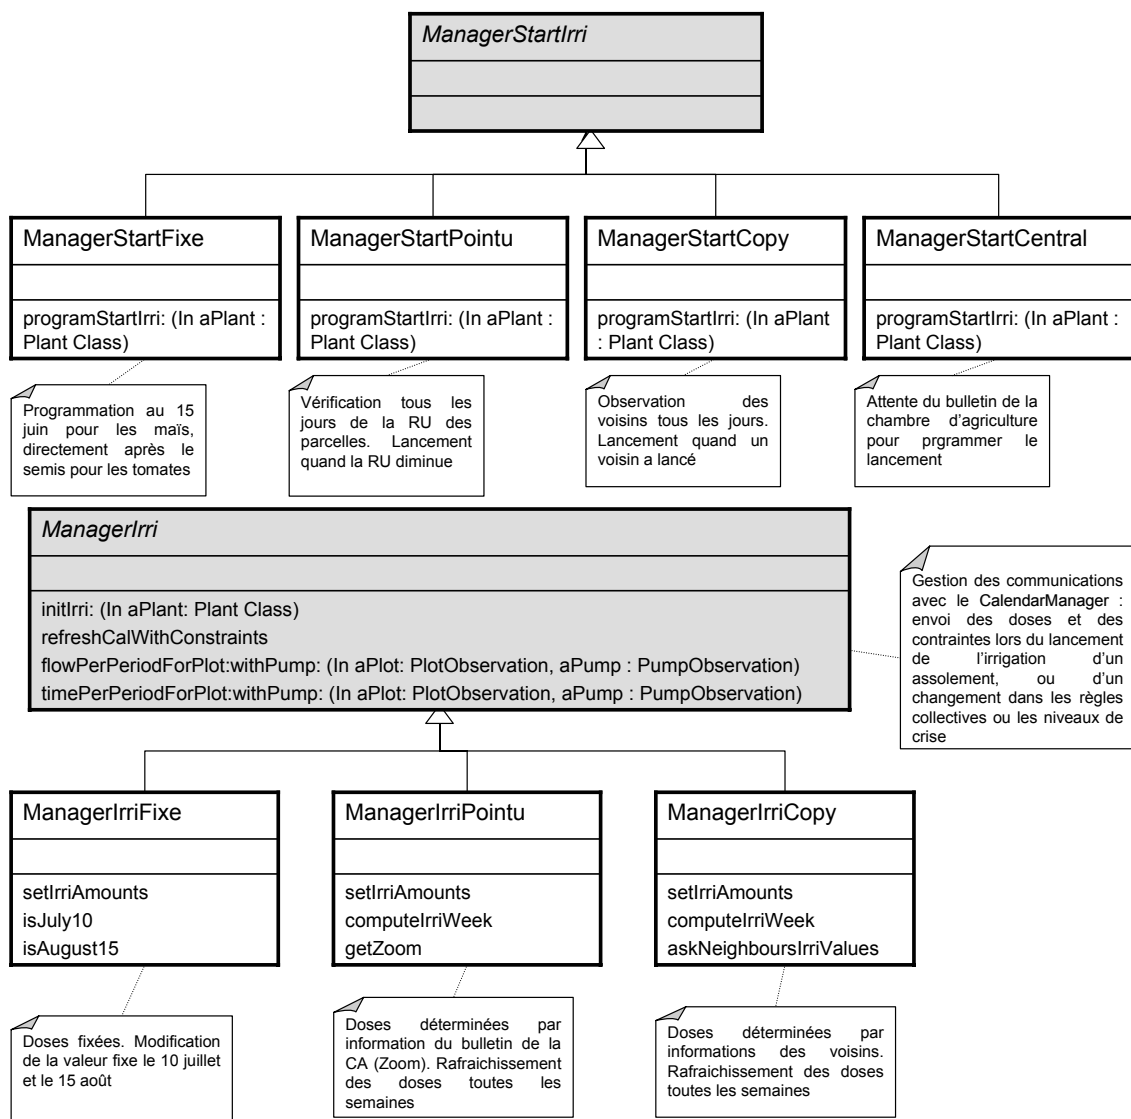 ManagerStartIrri
ManagerStartFixe
programStartIrri: (In aPlant :
Plant Class)
ManagerStartPointu
programStartIrri: (In aPlant :
Plant Class)
ManagerStartCopy
programStartIrri: (In aPlant
: Plant Class)
ManagerStartCentral
programStartIrri: (In aPlant :
Plant Class)
Programmation au 15
juin pour les maïs,
directement après le
semis pour les tomates
Vérification tous les
jours de la RU des
parcelles. Lancement
quand la RU diminue
Observation des
voisins tous les jours.
Lancement quand un
voisin a lancé
Attente du bulletin de la
chambre d'agriculture
pour prgrammer le
lancement
ManagerIrri
initIrri: (In aPlant: Plant Class)
refreshCalWithConstraints
flowPerPeriodForPlot:withPump: (In aPlot: PlotObservation, aPump : PumpObservation)
timePerPeriodForPlot:withPump: (In aPlot: PlotObservation, aPump : PumpObservation)
Gestion des communications
avec le CalendarManager :
envoi des doses et des
contraintes lors du lancement
de l'irrigation d'un
assolement, ou d'un
changement dans les règles
collectives ou les niveaux de
crise
ManagerIrriFixe
setIrriAmounts
isJuly10
isAugust15
ManagerIrriPointu
setIrriAmounts
computeIrriWeek
getZoom
ManagerIrriCopy
setIrriAmounts
computeIrriWeek
askNeighboursIrriValues
Doses fixées. Modification
de la valeur fixe le 10 juillet
et le 15 août
Doses déterminées par
information du bulletin de la
CA (Zoom). Rafraichissement
des doses toutes les
semaines
Doses déterminées par
informations des voisins.
Rafraichissement des doses
toutes les semaines